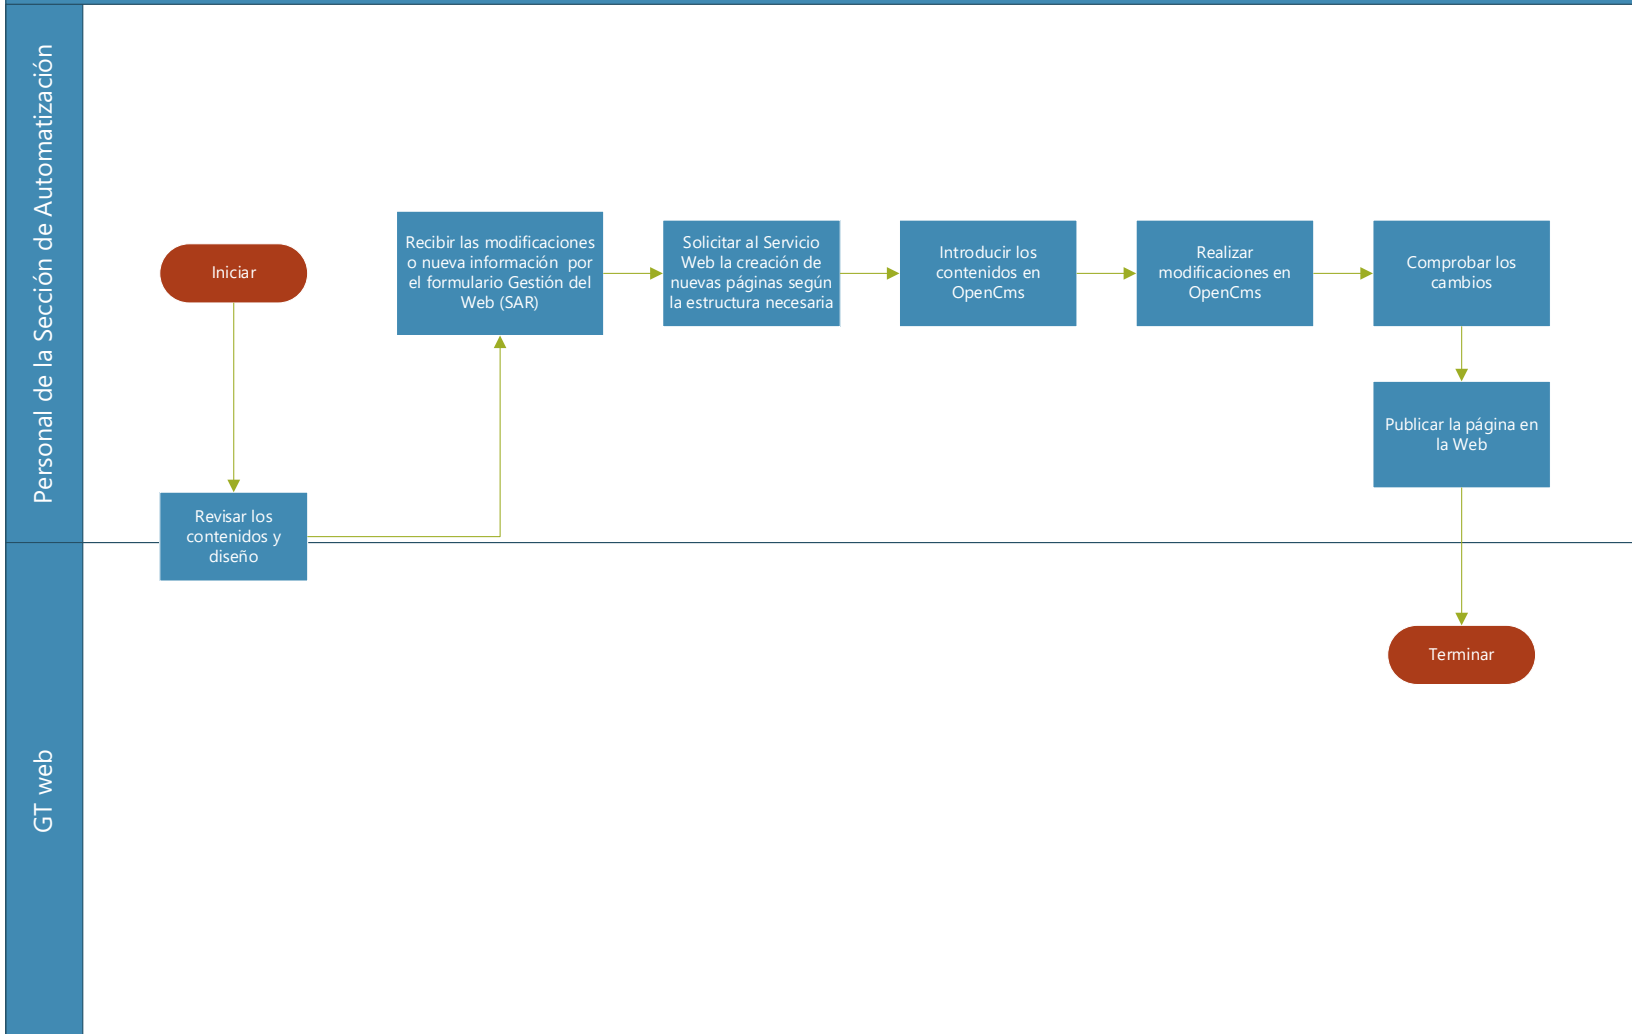 Personal de la Sección de Automatización
Iniciar
Recibir las modificaciones
o nueva información por
el formulario Gestión del
Web (SAR)
Solicitar al Servicio
Web la creación de
nuevas páginas según
la estructura necesaria
Introducir los
contenidos en
OpenCms
Realizar
modificaciones en
OpenCms
Comprobar los
cambios
Publicar la página en
la Web
Revisar los
contenidos y
diseño
GT web
Terminar